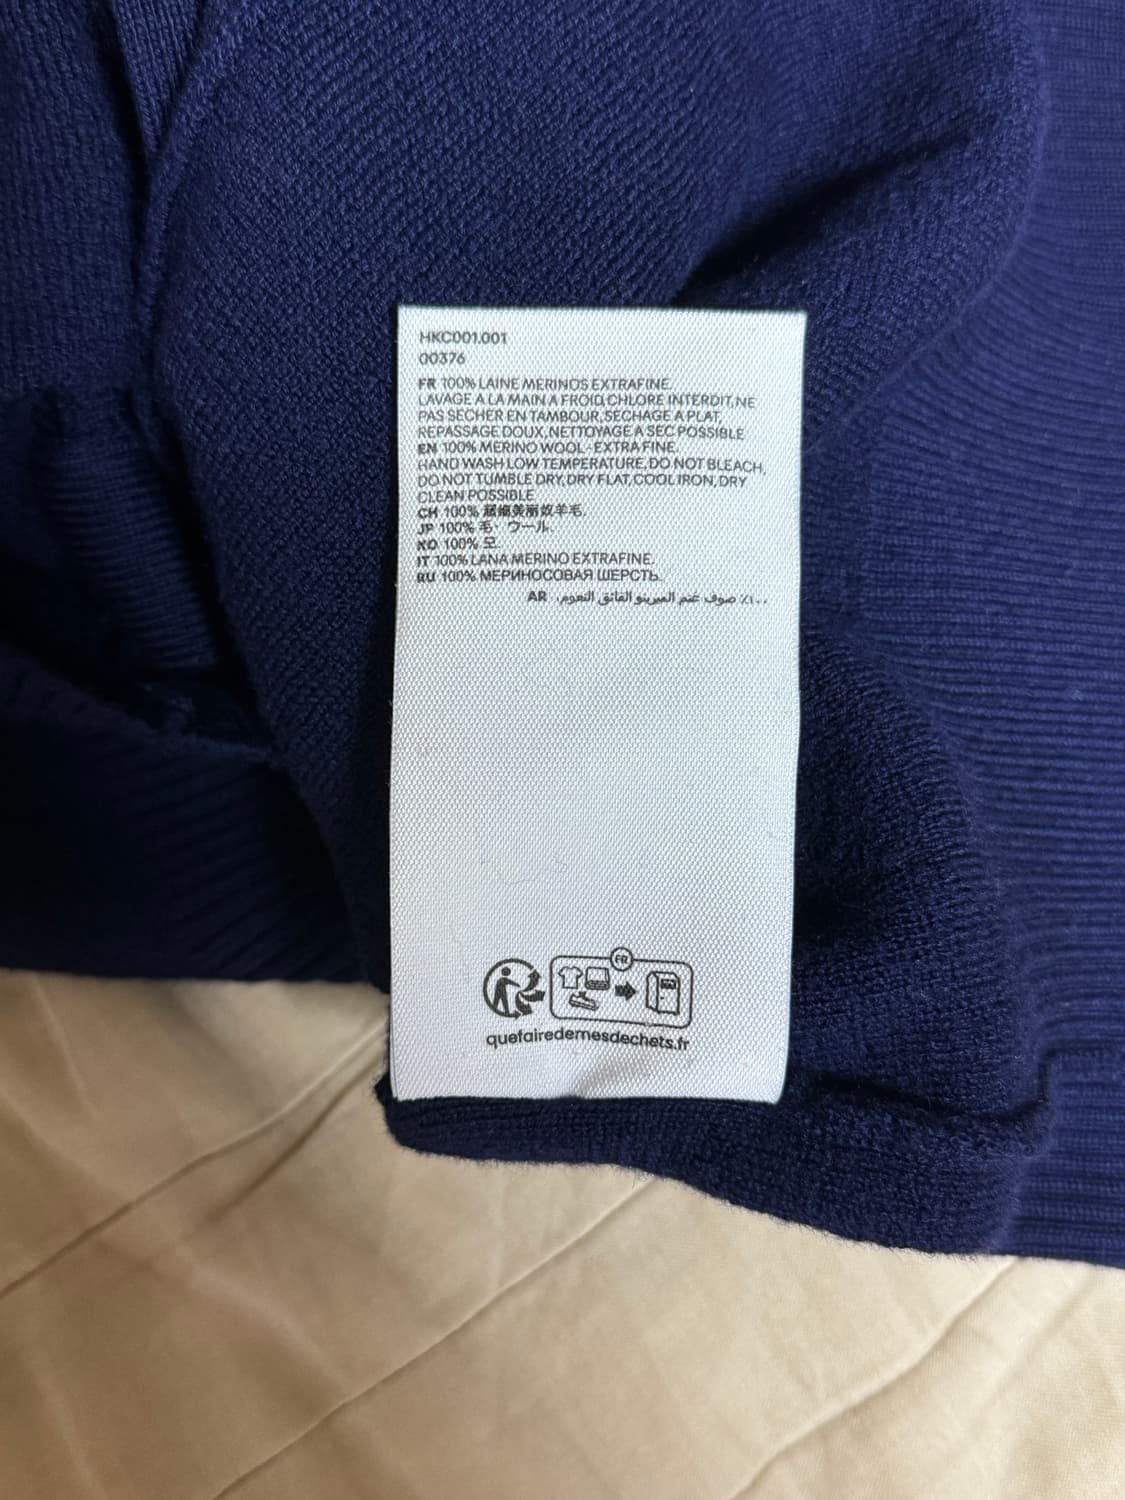 HKC001.001
00376
FR 100% LAINE MERINOS EXTRAFINE.
LAVAGE A LA MAIN A FROID, CHLORE INTERDIT, NE
PAS SECHER EN TAMBOUR, SECHAGE A PLAT,
REPASSAGE DOUX, NETTOYAGE A SEC POSSIBLE
EN 100% MERINO WOOL - EXTRA FINE.
HAND WASH LOW TEMPERATURE, DO NOT BLEACH,
DO NOT TUMBLE DRY, DRY FLAT, COOL IRON, DRY
CLEAN POSSIBLE
CH 100% 超细美丽奴羊毛.
JP 100% 毛・ウール.
KO 100% 모.
IT 100% LANA MERINO EXTRAFINE.
RU 100% МЕРИНОСОВАЯ ШЕРСТЬ.
AR ١٠٠٪ صوف غنم الميرينو الفائق النعوم.
FR
quefairedemesdechets.fr